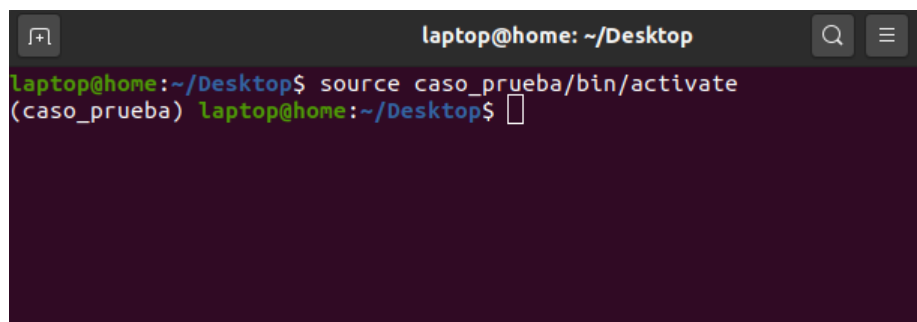 laptop@home: ~/Desktop
laptop@home:~/Desktop$ source caso_prueba/bin/activate
(caso_prueba) laptop@home:~/Desktop$